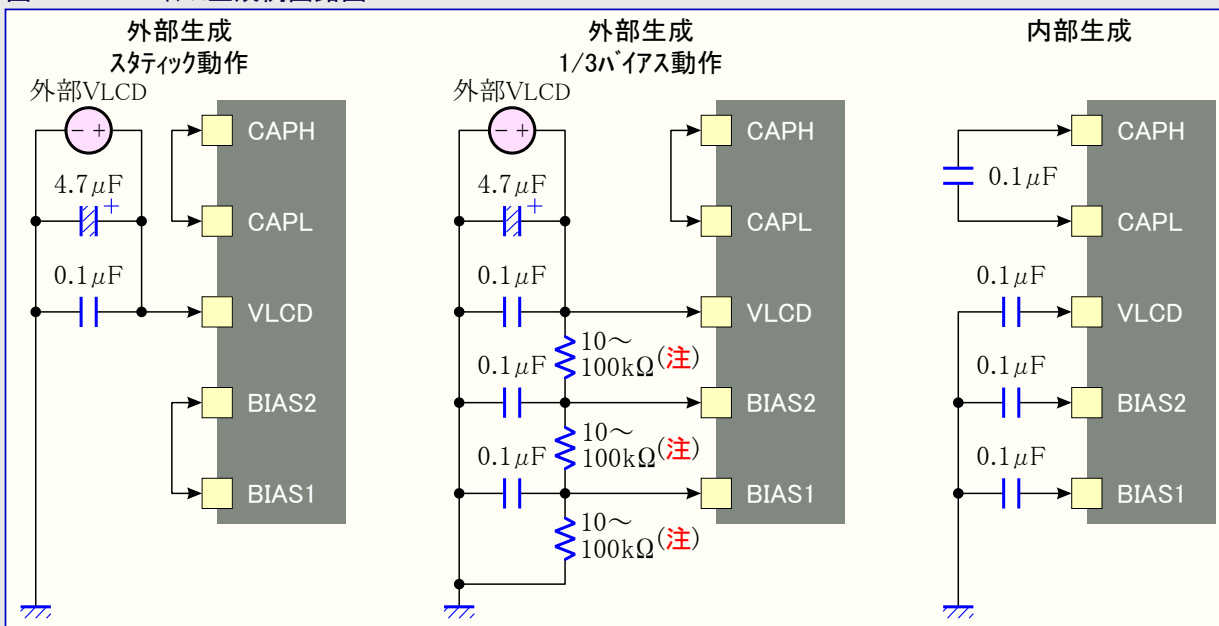 外部生成
スタティック動作
外部VLCD
4.7μF
+
0.1μF
CAPH
CAPL
VLCD
BIAS2
BIAS1
外部生成
1/3バイアス動作
外部VLCD
4.7μF
+
0.1μF
10〜
100kΩ(注)
0.1μF
10〜
100kΩ(注)
0.1μF
10〜
100kΩ(注)
CAPH
CAPL
VLCD
BIAS2
BIAS1
内部生成
0.1μF
0.1μF
0.1μF
0.1μF
CAPH
CAPL
VLCD
BIAS2
BIAS1